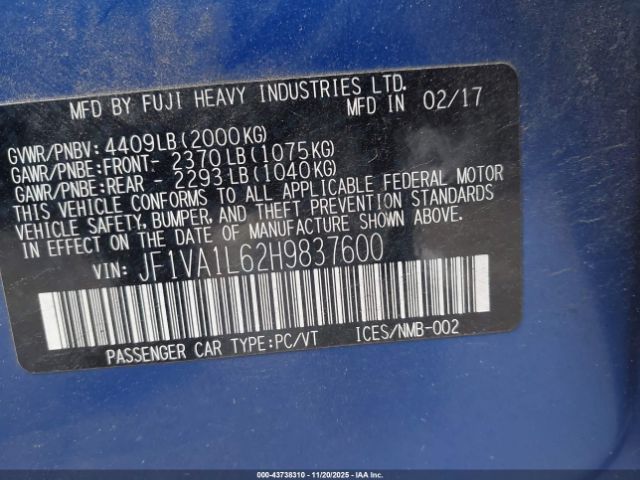 MFD BY FUJI HEAVY INDUSTRIES LTD.
MFD IN 02/17
GVWR/PNBV: 4409LB(2000KG)
GAWR/PNBE:FRONT- 2370LB(1075KG)
GAWR/PNBE:REAR 2293LB(1040KG)
THIS VEHICLE CONFORMS TO ALL APPLICABLE FEDERAL MOTOR
VEHICLE SAFETY, BUMPER, AND THEFT PREVENTION STANDARDS
IN EFFECT ON THE DATE OF MANUFACTURE SHOWN ABOVE.
VIN: JF1VA1L62H9837600
PASSENGER CAR TYPE:PC/VT ICES/NMB-002
000-43738310 - 11/20/2025 - IAAI.com